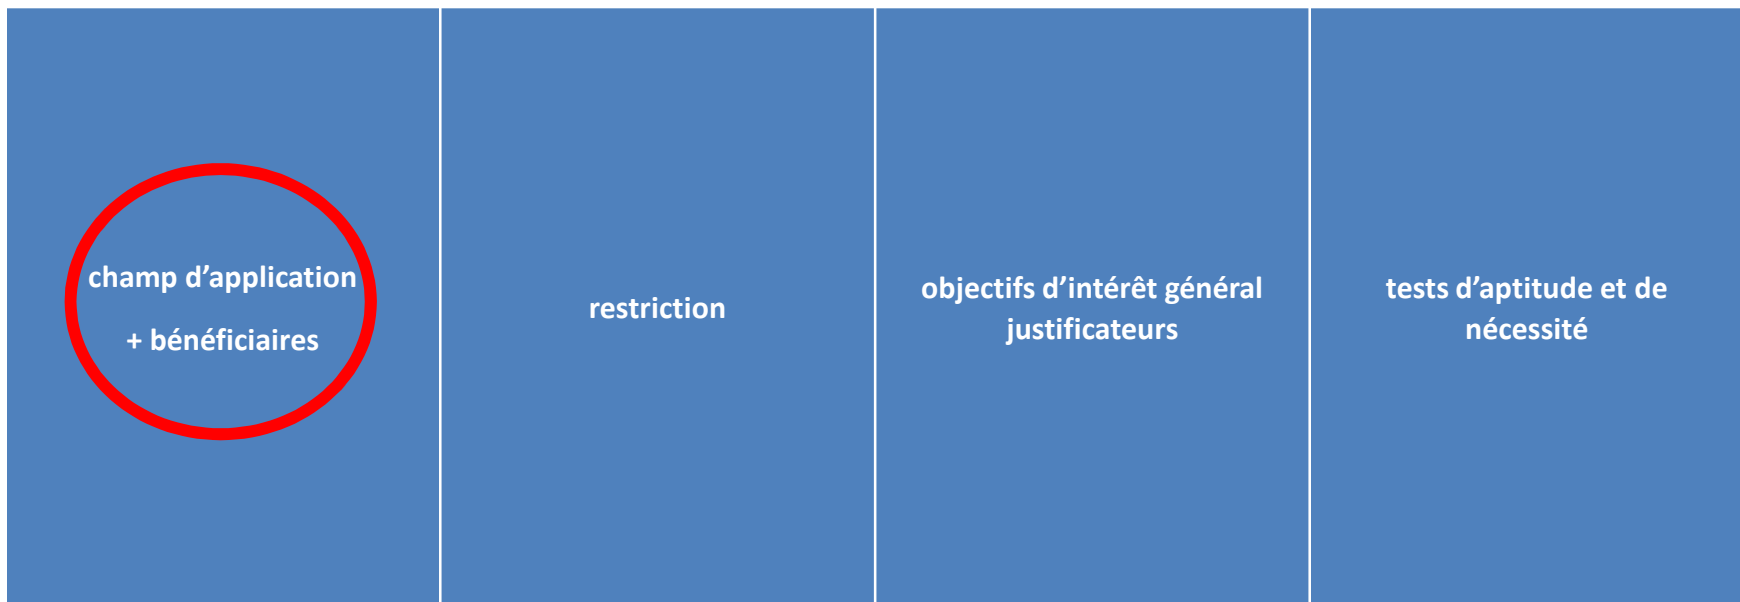 champ d’application
+ bénéficiaires
restriction
objectifs d’intérêt général
justificateurs
tests d’aptitude et de
nécessité